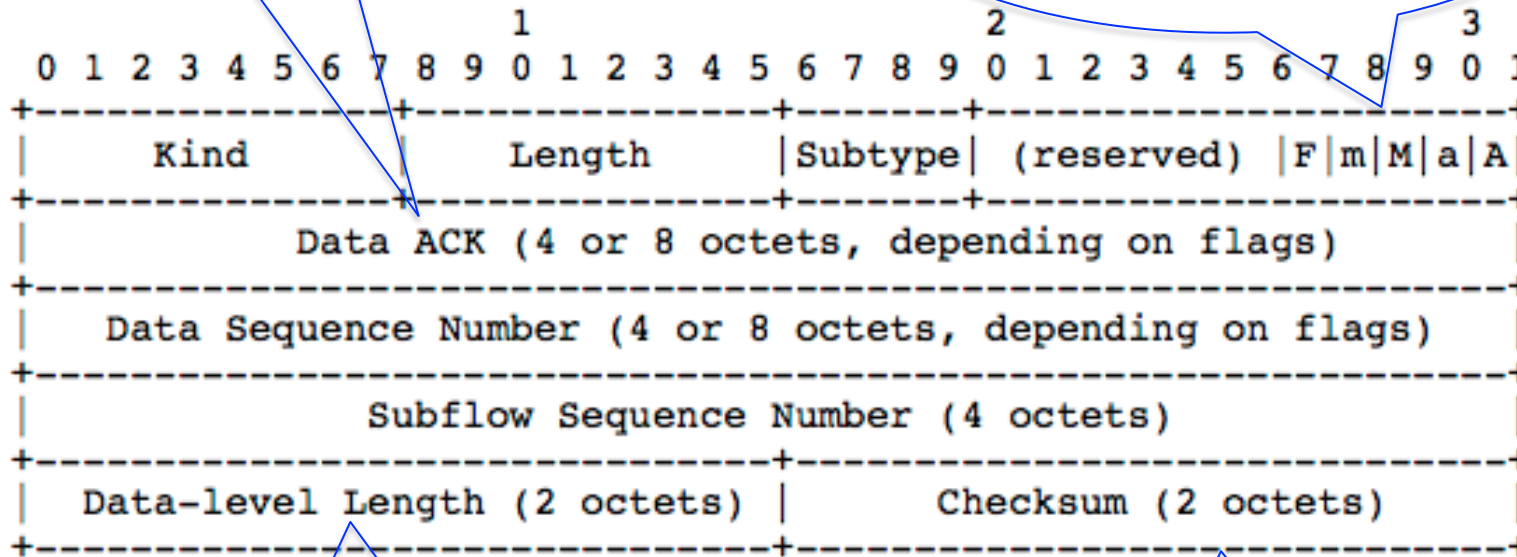 1 2 3
0 1 2 3 4 5 6 7 8 9 0 1 2 3 4 5 6 7 8 9 0 1 2 3 4 5 6 7 8 9 0 1
+---------------+---------------+-------+----------------------+
| Kind | Length |Subtype| (reserved) |F|m|M|a|A|
+---------------+---------------+-------+----------------------+
| Data ACK (4 or 8 octets, depending on flags) |
+--------------------------------------------------------------+
| Data Sequence Number (4 or 8 octets, depending on flags) |
+--------------------------------------------------------------+
| Subflow Sequence Number (4 octets) |
+-------------------------------+------------------------------+
| Data-level Length (2 octets) | Checksum (2 octets) |
+-------------------------------+------------------------------+